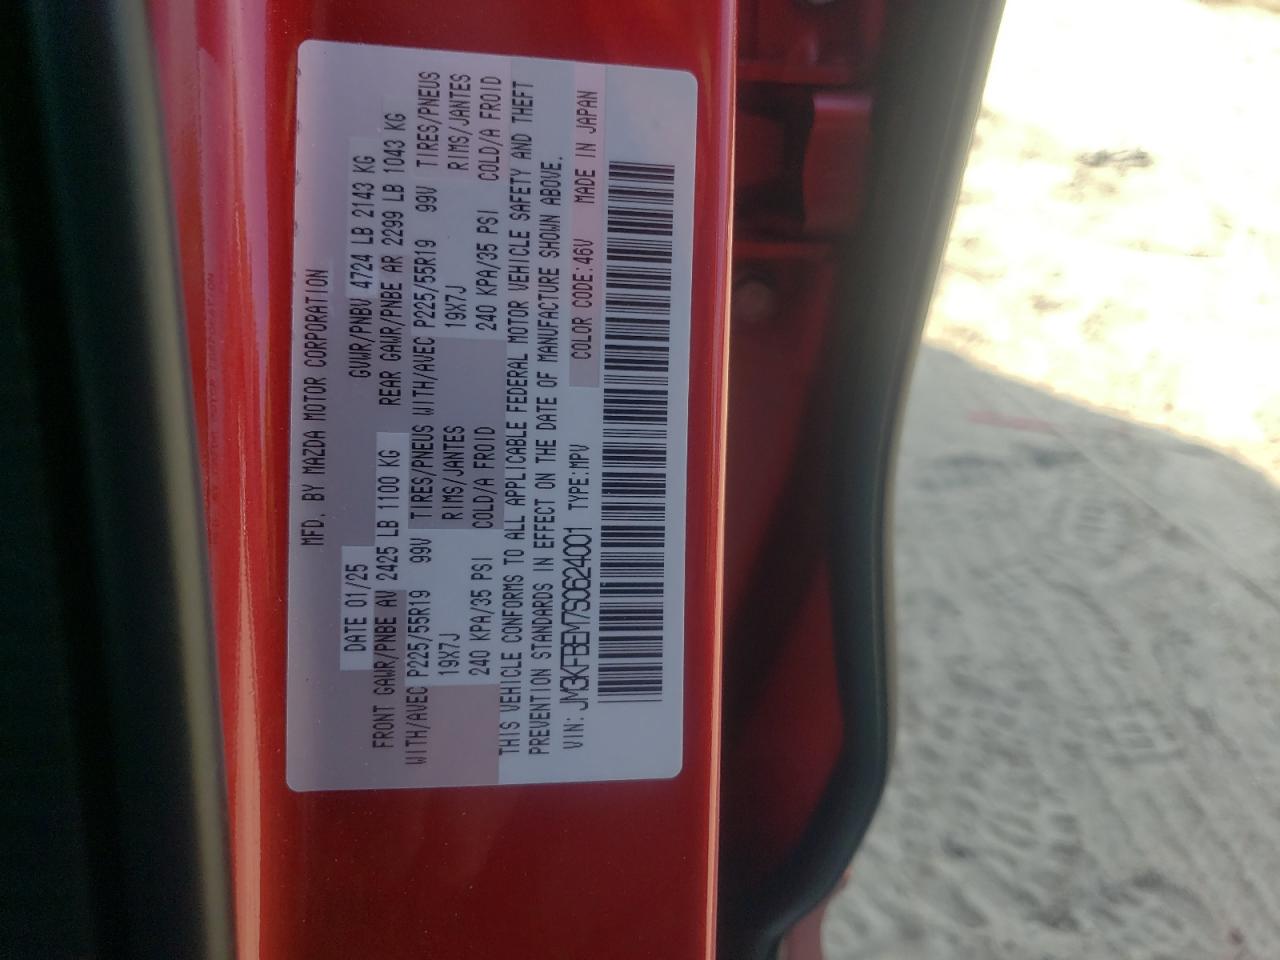 MFD. BY MAZDA MOTOR CORPORATION
DATE 01/25 GVWR/PNBV 4724 LB 2143 KG
FRONT GAWR/PNBE AV 2425 LB 1100 KG REAR GAWR/PNBE AR 2299 LB 1043 KG
WITH/AVEC P225/55R19 99V TIRES/PNEUS WITH/AVEC P225/55R19 99V TIRES/PNEUS
19X7J RIMS/JANTES 19X7J RIMS/JANTES
240 KPA/35 PSI COLD/A FROID 240 KPA/35 PSI COLD/A FROID
THIS VEHICLE CONFORMS TO ALL APPLICABLE FEDERAL MOTOR VEHICLE SAFETY AND THEFT
PREVENTION STANDARDS IN EFFECT ON THE DATE OF MANUFACTURE SHOWN ABOVE.
VIN: JM3KFBEM7S0624001 TYPE:MPV COLOR CODE:46V MADE IN JAPAN